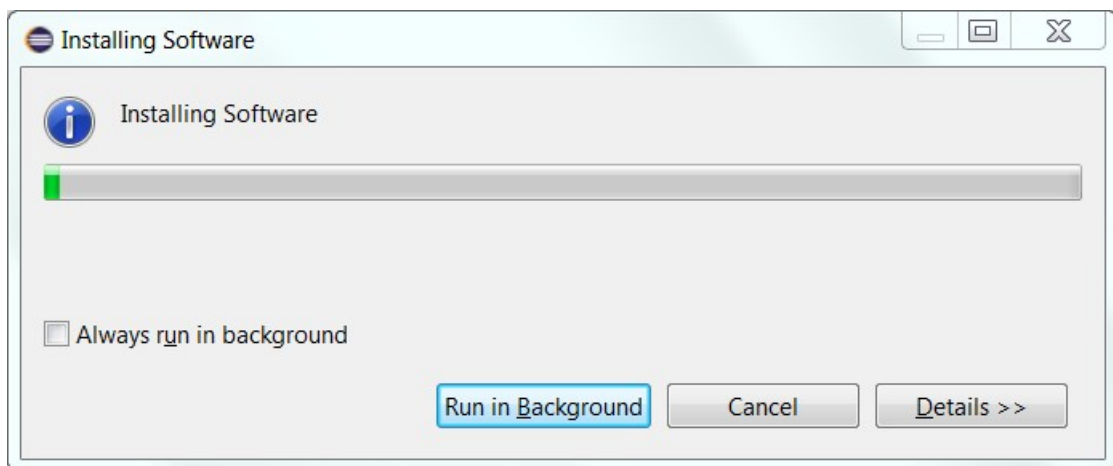 Installing Software
Installing Software
Always run in background
Run in Background Cancel Details >>